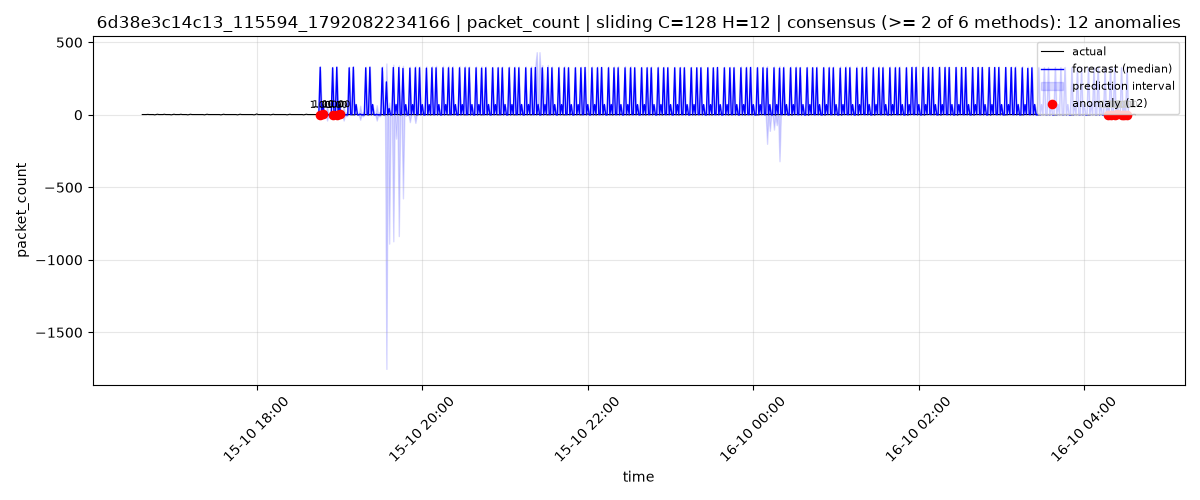 6d38e3c14c13_115594_1792082234166 | packet_count | sliding C=128 H=12 | consensus (>= 2 of 6 methods): 12 anomalies
500
0
−500
−1000
−1500
packet_count
actual
forecast (median)
prediction interval
anomaly (12)
15-10 18:00
15-10 20:00
15-10 22:00
16-10 00:00
16-10 02:00
16-10 04:00
time